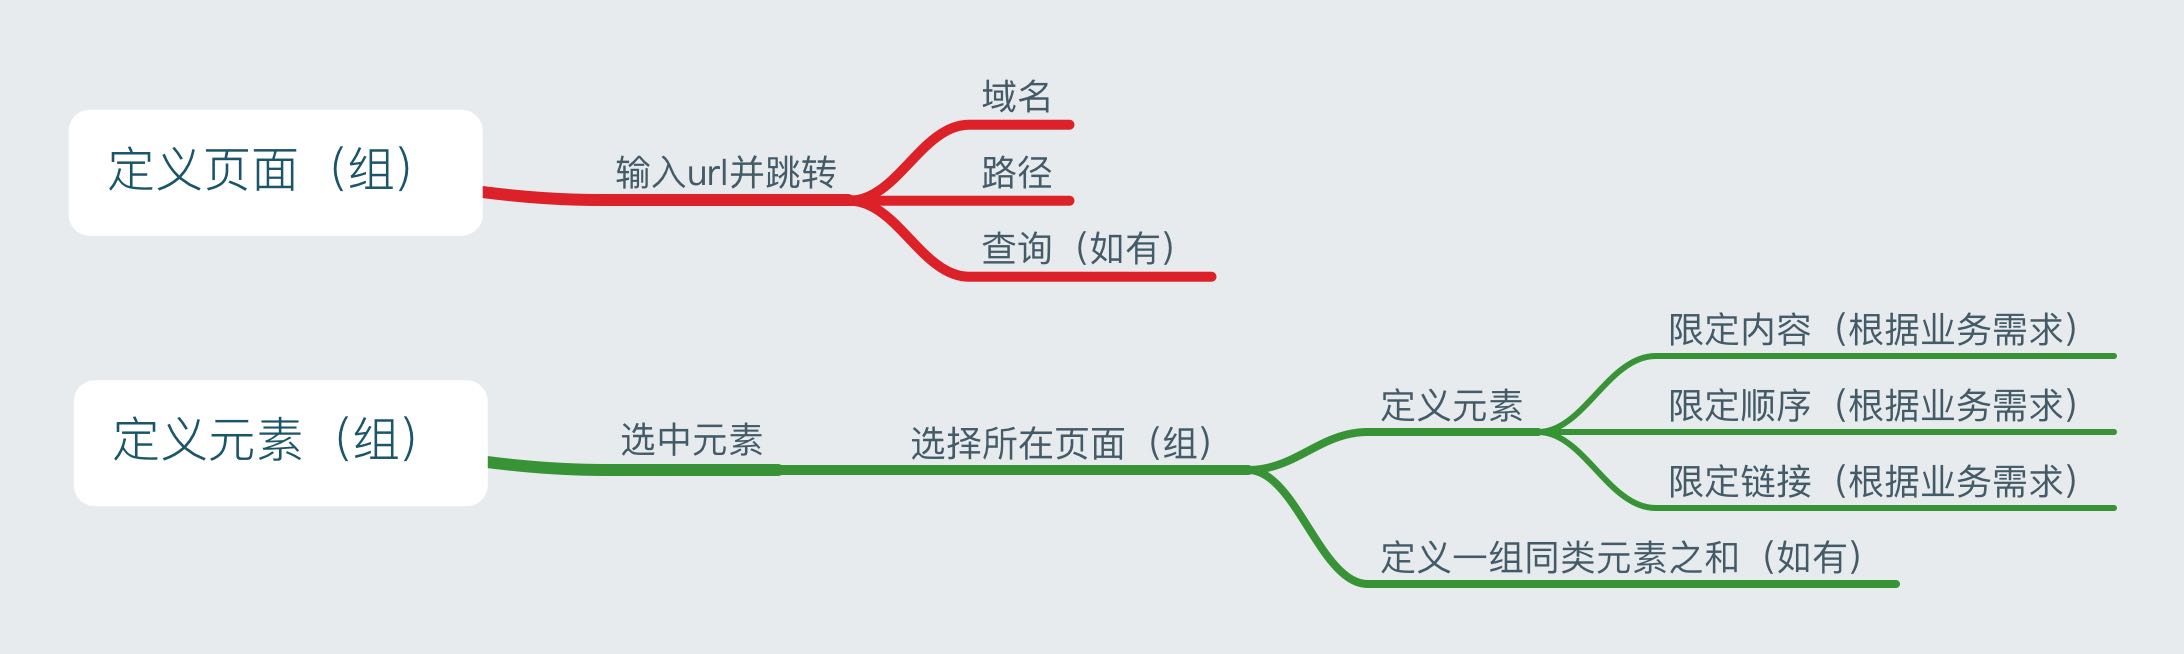 定义页面（组）
输入url并跳转
域名
路径
查询（如有）
定义元素（组）
选中元素
选择所在页面（组）
定义元素
限定内容（根据业务需求）
限定顺序（根据业务需求）
限定链接（根据业务需求）
定义一组同类元素之和（如有）